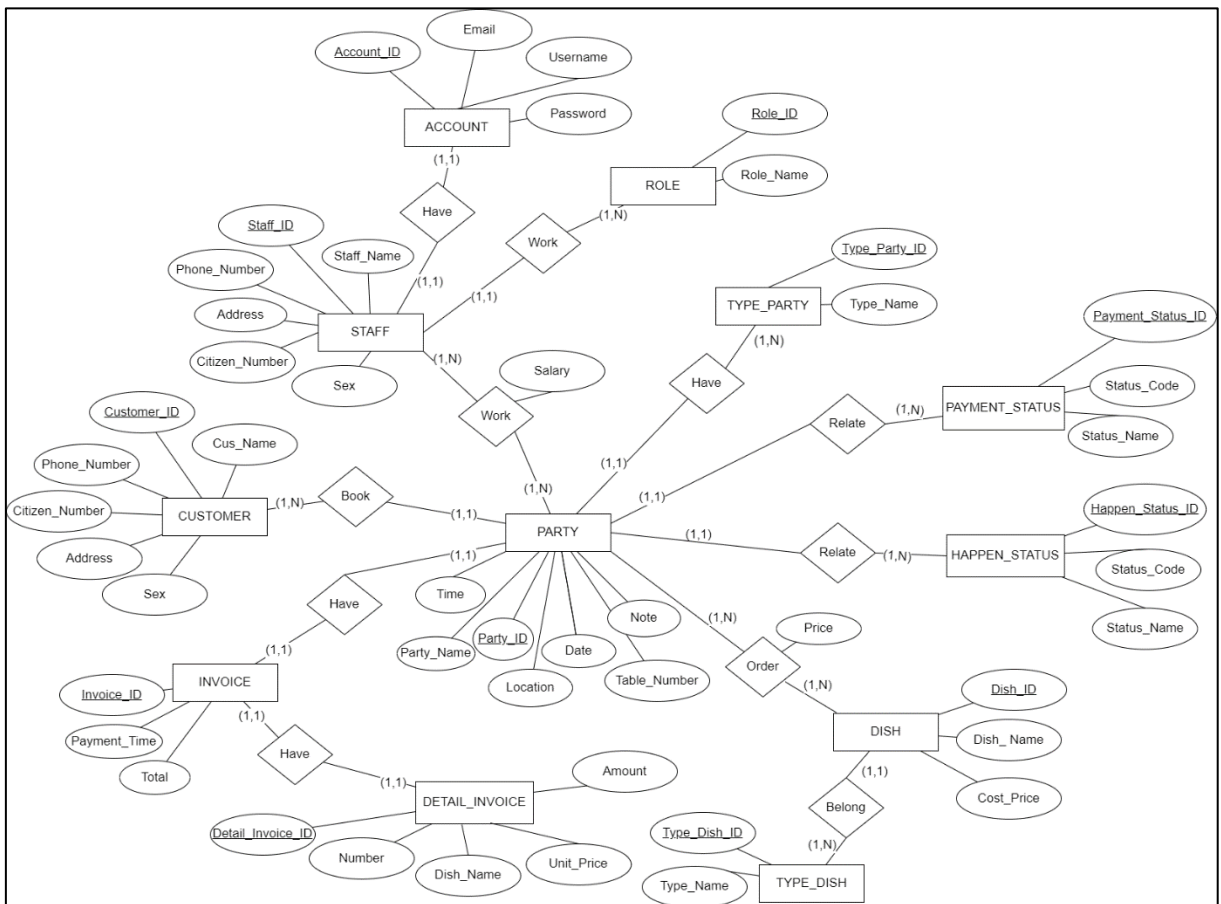 Email
Account_ID
Username
Password
ACCOUNT
(1,1)
Have
(1,1)
Role_ID
Role_Name
ROLE
(1,N)
Work
(1,1)
Staff_ID
Staff_Name
Phone_Number
Address
Citizen_Number
Sex
STAFF
(1,N)
Salary
Work
(1,N)
Type_Party_ID
Type_Name
TYPE_PARTY
(1,N)
Have
(1,1)
Payment_Status_ID
Status_Code
Status_Name
PAYMENT_STATUS
(1,N)
Relate
(1,1)
Customer_ID
Cus_Name
Phone_Number
Citizen_Number
Address
Sex
CUSTOMER
(1,N)
Book
(1,1)
PARTY
Time
Party_Name
Party_ID
Location
Date
Note
Table_Number
(1,1)
Relate
(1,N)
HAPPEN_STATUS
Happen_Status_ID
Status_Code
Status_Name
(1,1)
Have
(1,1)
INVOICE
Invoice_ID
Payment_Time
Total
(1,1)
Have
(1,1)
DETAIL_INVOICE
Amount
Detail_Invoice_ID
Number
Dish_Name
Unit_Price
(1,N)
Price
Order
(1,N)
DISH
Dish_ID
Dish_ Name
Cost_Price
(1,1)
Belong
(1,N)
TYPE_DISH
Type_Dish_ID
Type_Name